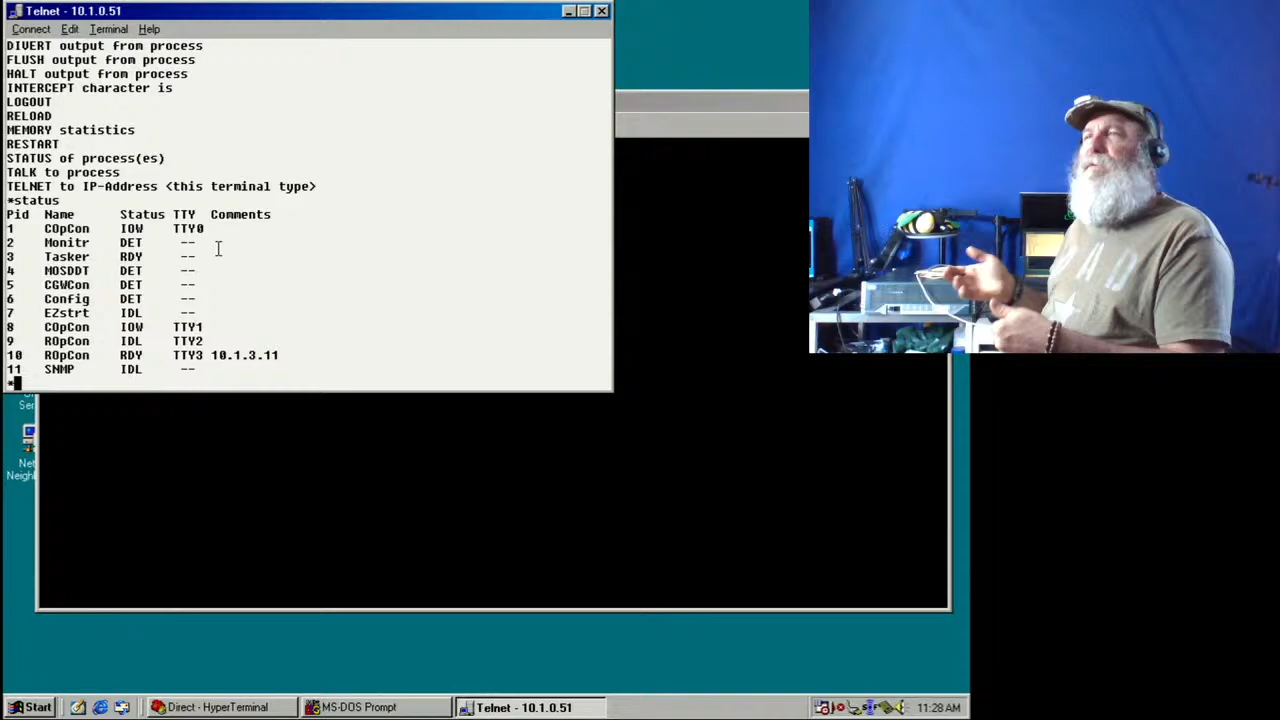 Telnet - 10.1.0.51
Connect Edit Terminal Help
DIVERT output from process
FLUSH output from process
HALT output from process
INTERCEPT character is
LOGOUT
RELOAD
MEMORY statistics
RESTART
STATUS of process(es)
TALK to process
TELNET to IP-Address <this terminal type>
*status
Pid Name Status TTY Comments
1 COpCon IOW TTY0
2 Monitr DET --
3 Tasker RDY --
4 MOSDDT DET --
5 CGWCon DET --
6 Config DET --
7 EZstrt IDL --
8 COpCon IOW TTY1
9 ROpCon IDL TTY2
10 ROpCon RDY TTY3 10.1.3.11
11 SNMP IDL --
*
Ser
Net
Neighb
Start
Direct - HyperTerminal
MS-DOS Prompt
Telnet - 10.1.0.51
11:28 AM